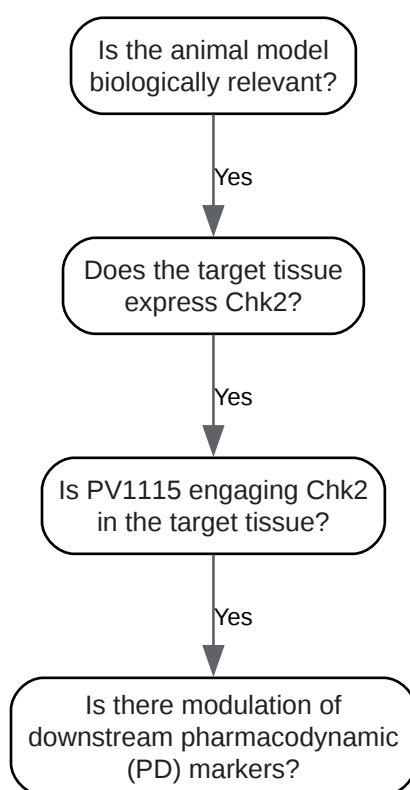 Is the animal model
biologically relevant?
Yes
Does the target tissue
express Chk2?
Yes
Is PV1115 engaging Chk2
in the target tissue?
Yes
Is there modulation of
downstream pharmacodynamic
(PD) markers?